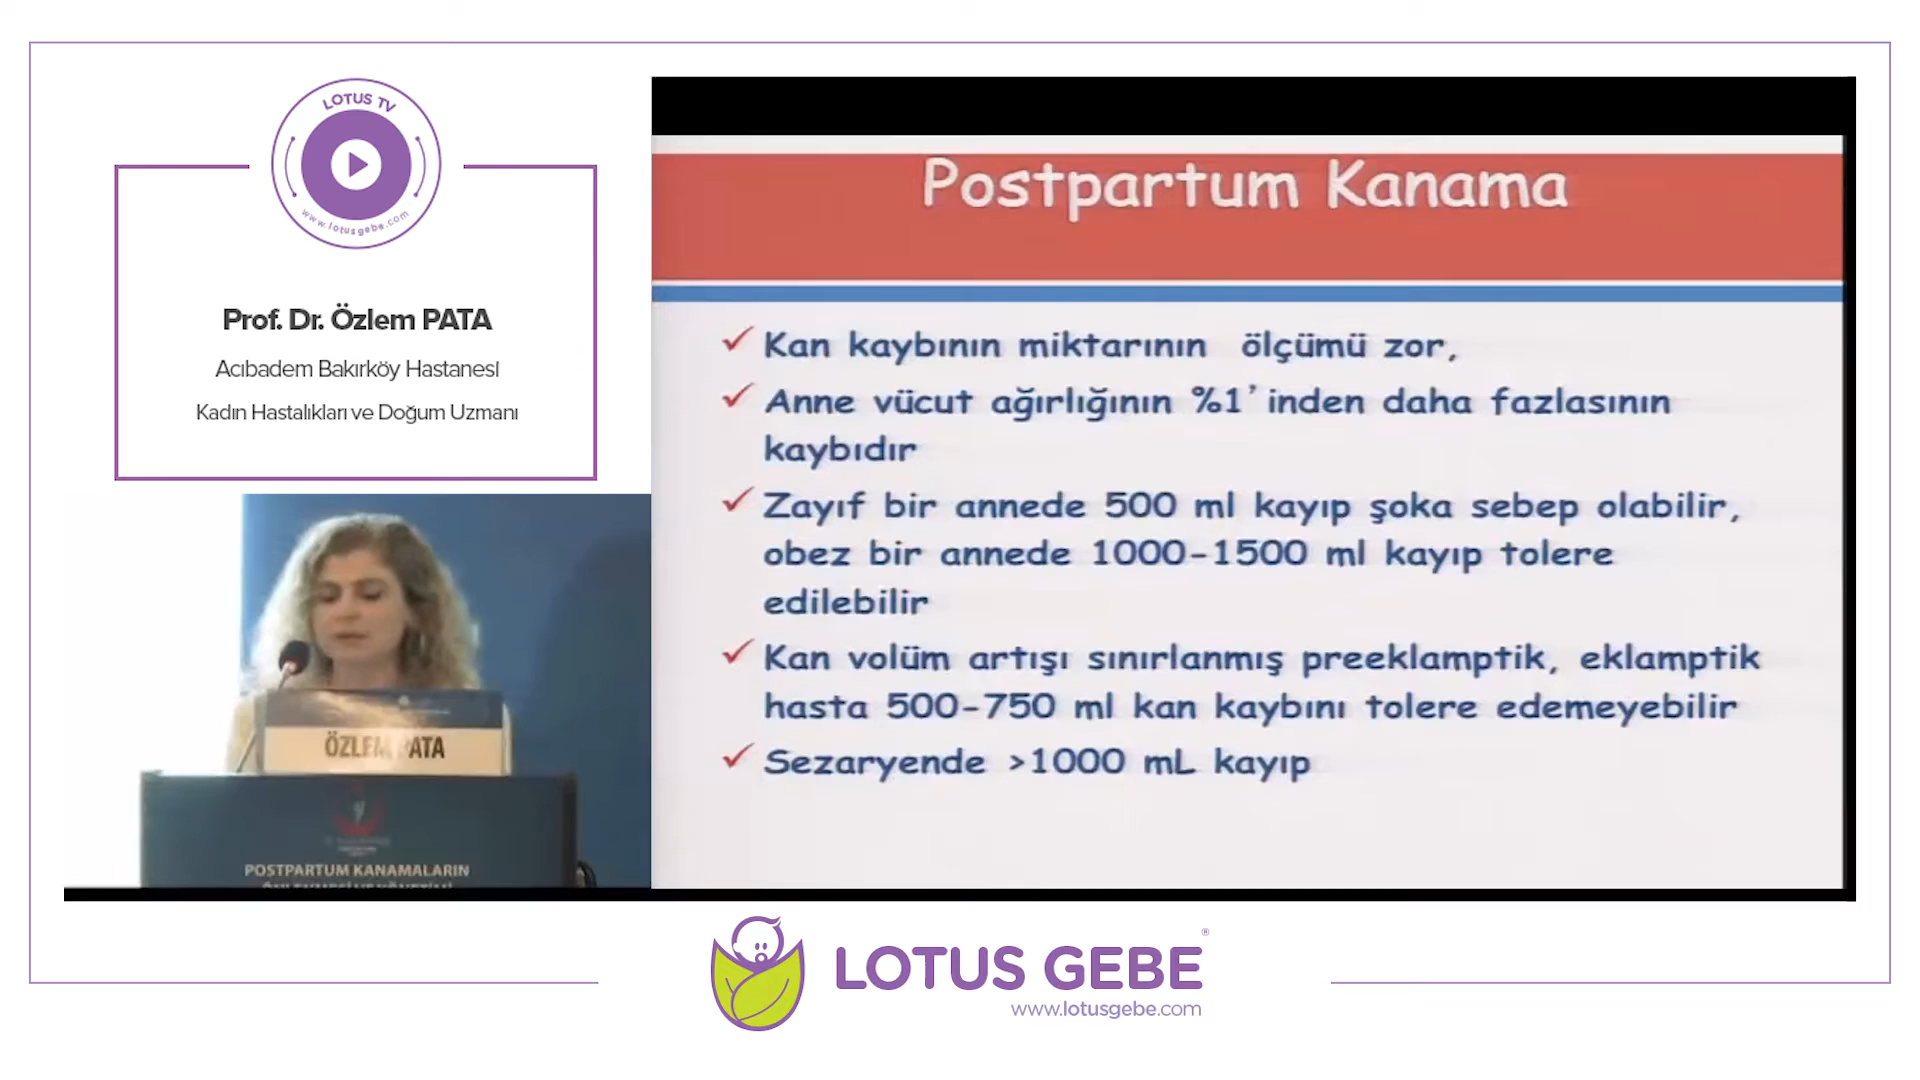 LOTUS TV
www.lotusgebe.com
Prof. Dr. Özlem PATA
Acıbadem Bakırköy Hastanesi
Kadın Hastalıkları ve Doğum Uzmanı
ÖZLEM PATA
POSTPARTUM KANAMALARIN
Postpartum Kanama
Kan kaybının miktarının ölçümü zor,
Anne vücut ağırlığının %1'inden daha fazlasının
kaybıdır
Zayıf bir annede 500 ml kayıp şoka sebep olabilir,
obez bir annede 1000-1500 ml kayıp tolere
edilebilir
Kan volüm artışı sınırlanmış preeklamptik, eklamptik
hasta 500-750 ml kan kaybını tolere edemeyebilir
Sezaryende >1000 mL kayıp
LOTUS GEBE®
www.lotusgebe.com